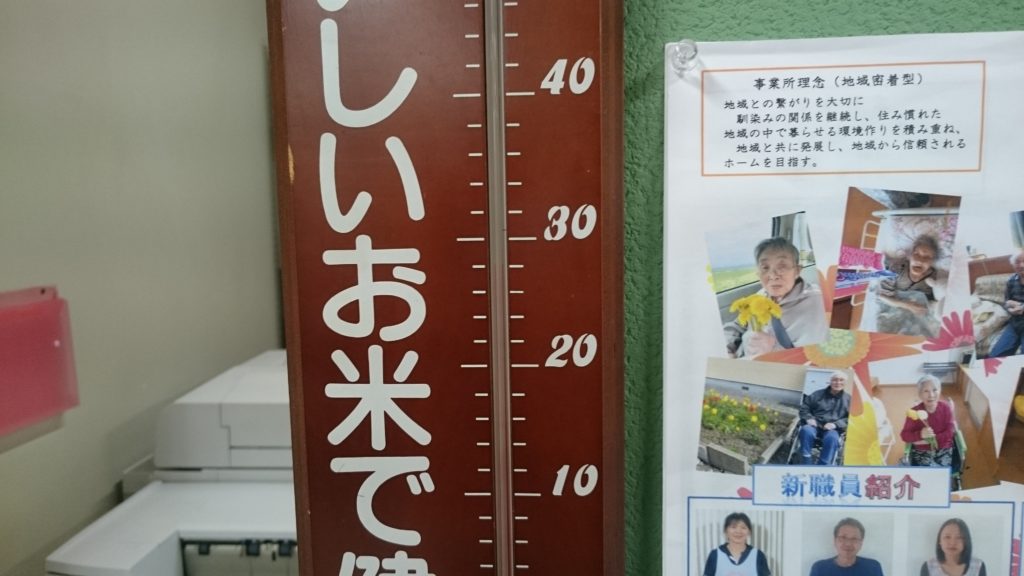 しいお米で健
40
30
20
10
事業所理念（地域密着型）
地域との繋がりを大切に
馴染みの関係を継続し、住み慣れた
地域の中で暮らせる環境作りを積み重ね、
地域と共に発展し、地域から信頼される
ホームを目指す。
新職員紹介